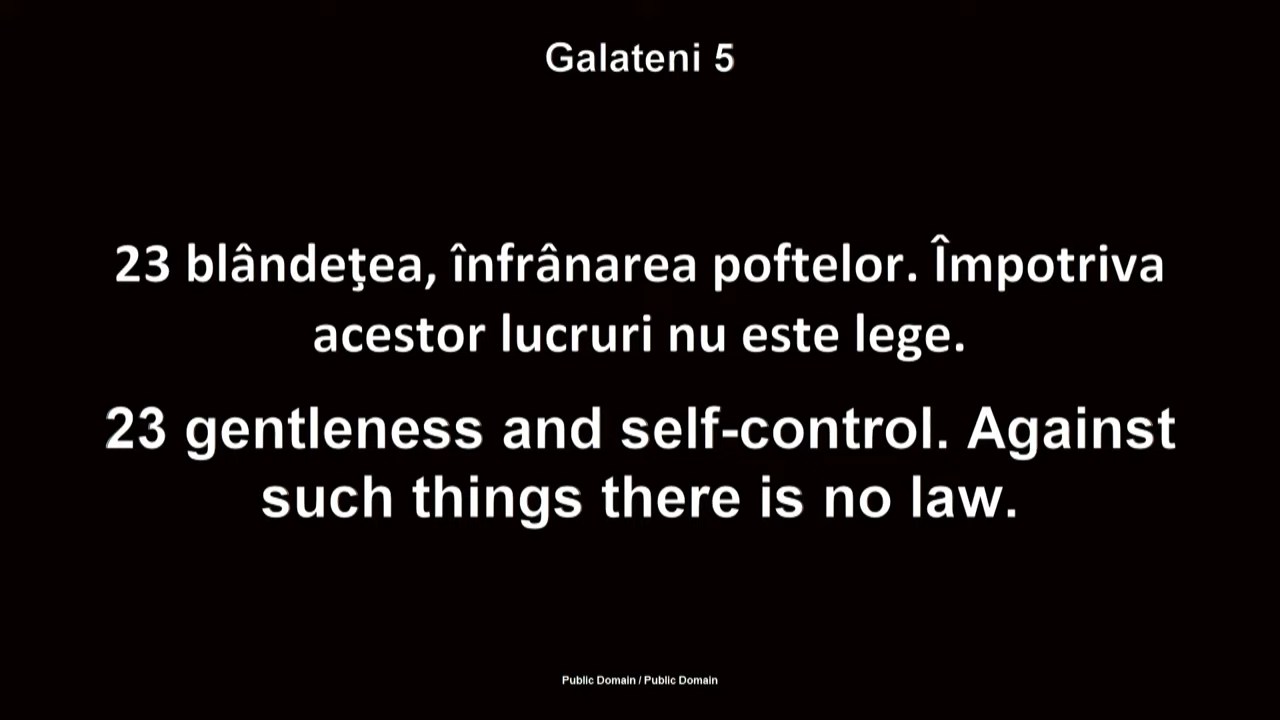 Galateni 5
23 blândeţea, înfrânarea poftelor. Împotriva
acestor lucruri nu este lege.
23 gentleness and self-control. Against
such things there is no law.
Public Domain / Public Domain